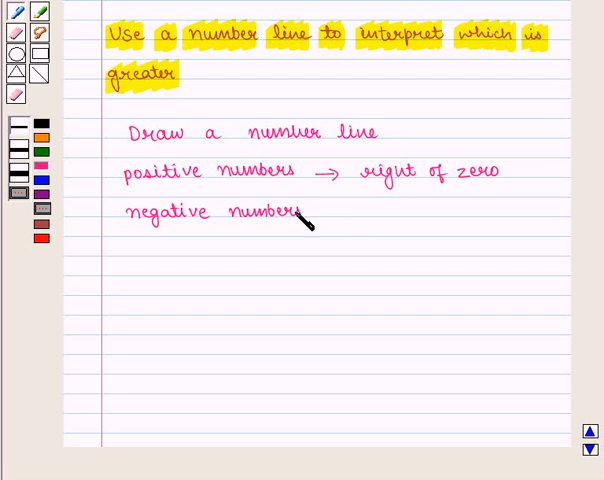 Use a number line to interpret which is
greater
Draw a number line
positive numbers → right of zero
negative numbers